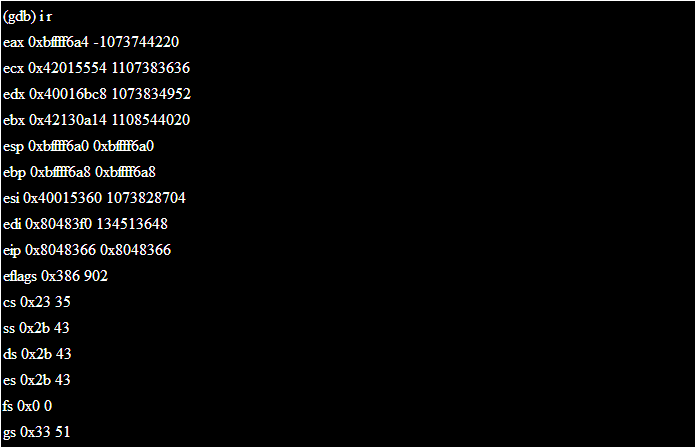 (gdb) i r
eax 0xbffff6a4 -1073744220
ecx 0x42015554 1107383636
edx 0x40016bc8 1073834952
ebx 0x42130a14 1108544020
esp 0xbffff6a0 0xbffff6a0
ebp 0xbffff6a8 0xbffff6a8
esi 0x40015360 1073828704
edi 0x80483f0 134513648
eip 0x8048366 0x8048366
eflags 0x386 902
cs 0x23 35
ss 0x2b 43
ds 0x2b 43
es 0x2b 43
fs 0x0 0
gs 0x33 51